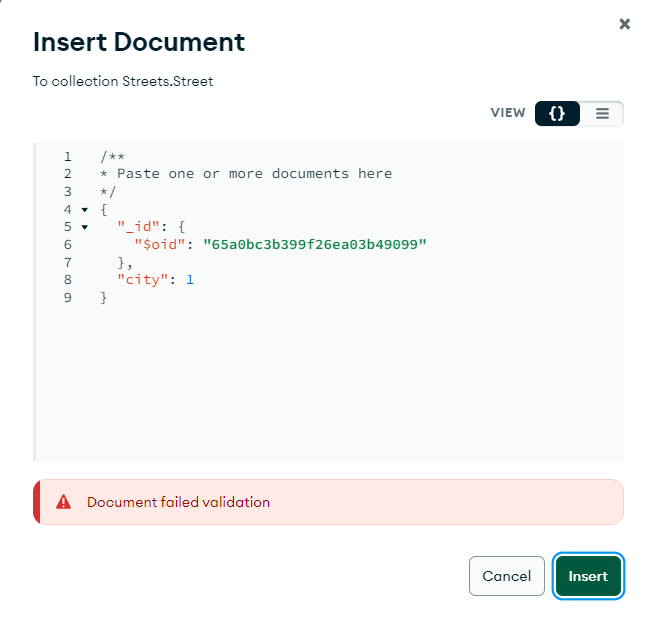 Insert Document
To collection Streets.Street
VIEW {}
1 /**
2 * Paste one or more documents here
3 */
4 {
5 "_id": {
6 "$oid": "65a0bc3b399f26ea03b49099"
7 },
8 "city": 1
9 }
Document failed validation
Cancel Insert